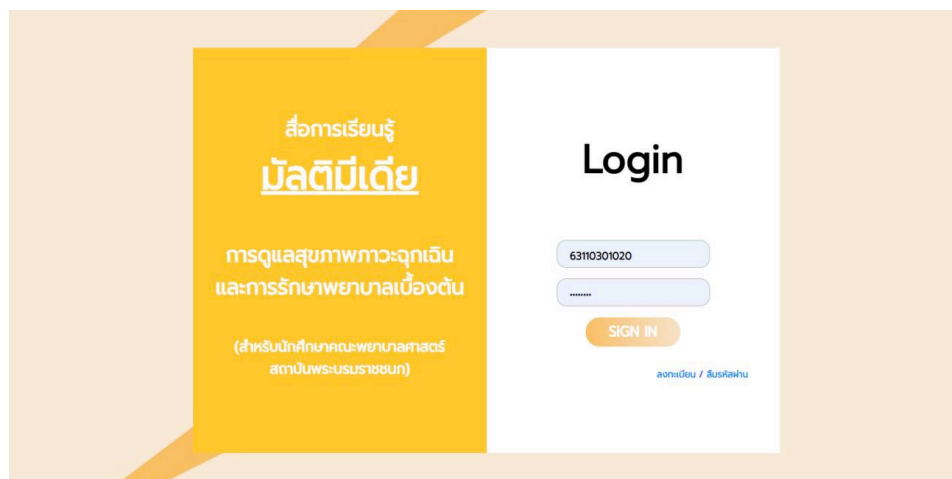 สื่อการเรียนรู้
มัลติมีเดีย
การดูแลสุขภาพภาวะฉุกเฉิน
และการรักษาพยาบาลเบื้องต้น
(สำหรับนักศึกษาคณะพยาบาลศาสตร์
สถาบันพระบรมราชชนก)
Login
63110301020
........
SIGN IN
ลงทะเบียน / ลืมรหัสผ่าน